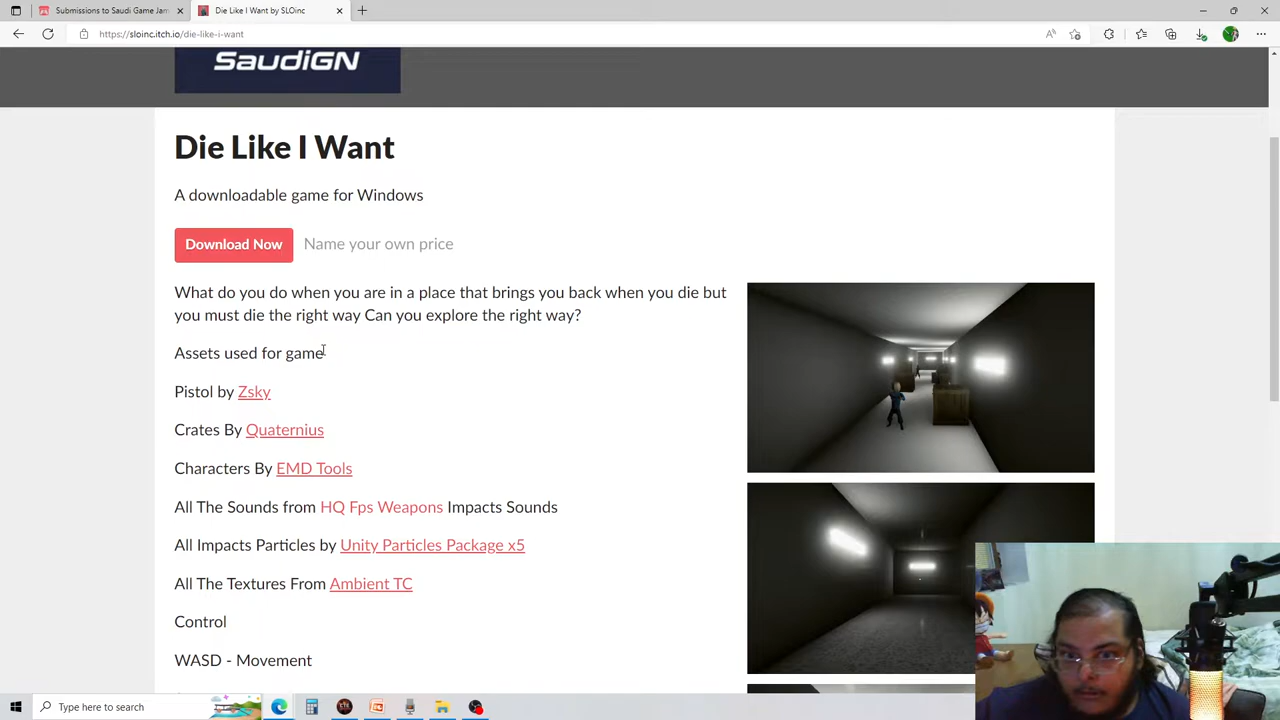 Submissions to Saudi Game Jam
Die Like I Want by SLOinc
https://sloinc.itch.io/die-like-i-want
SaudiGN
Die Like I Want
A downloadable game for Windows
Download Now Name your own price
What do you do when you are in a place that brings you back when you die but
you must die the right way Can you explore the right way?
Assets used for game
Pistol by Zsky
Crates By Quaternius
Characters By EMD Tools
All The Sounds from HQ Fps Weapons Impacts Sounds
All Impacts Particles by Unity Particles Package x5
All The Textures From Ambient TC
Control
WASD - Movement
Type here to search